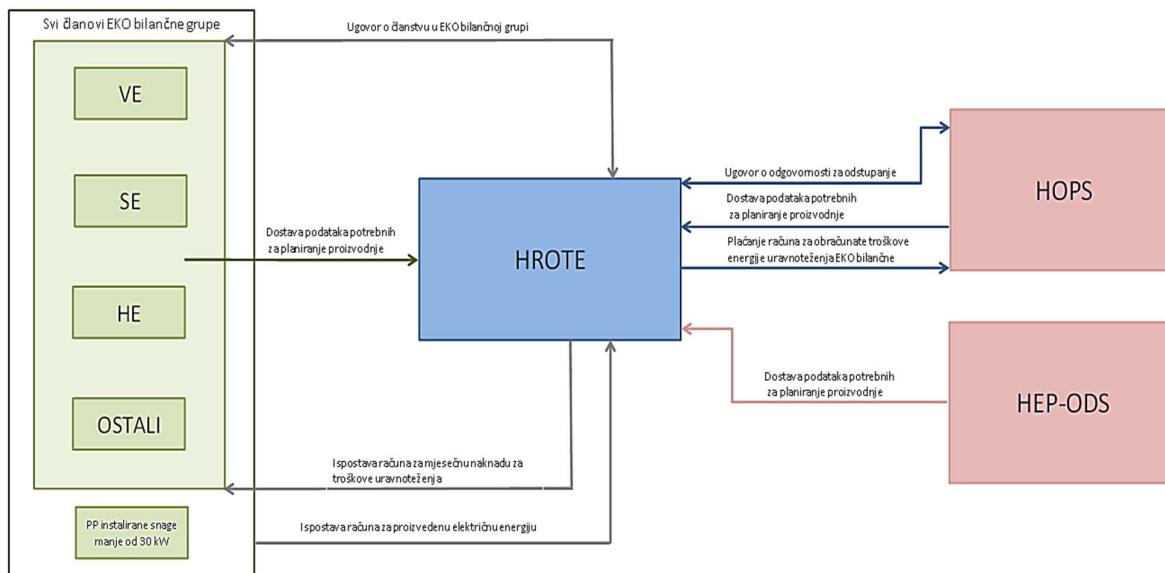 Svi članovi EKO bilančne grupe
VE
SE
HE
OSTALI
PP instalirane snage
manje od 30 kW
Ugovor o članstvu u EKO bilančnoj grupi
Dostava podataka potrebnih
za planiranje proizvodnje
HROTE
Ispostava računa za mjesečnu naknadu za
troškove uravnoteženja
Ispostava računa za proizvedenu električnu energiju
Ugovor o odgovornosti za odstupanje
Dostava podataka potrebnih
za planiranje proizvodnje
Plaćanje računa za obračunate troškove
energije uravnoteženja EKO bilančne
HOPS
Dostava podataka potrebnih
za planiranje proizvodnje
HEP-ODS